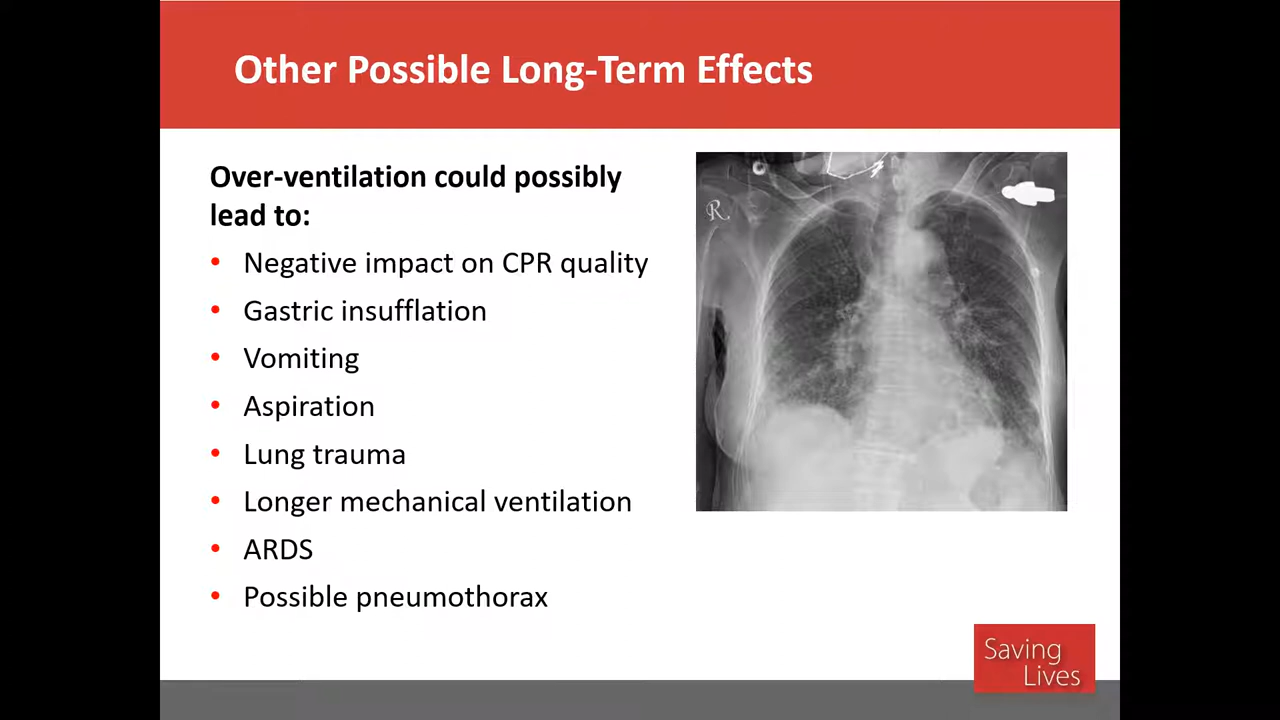 Other Possible Long-Term Effects
Over-ventilation could possibly
lead to:
• Negative impact on CPR quality
• Gastric insufflation
• Vomiting
• Aspiration
• Lung trauma
• Longer mechanical ventilation
• ARDS
• Possible pneumothorax
R
Saving
Lives